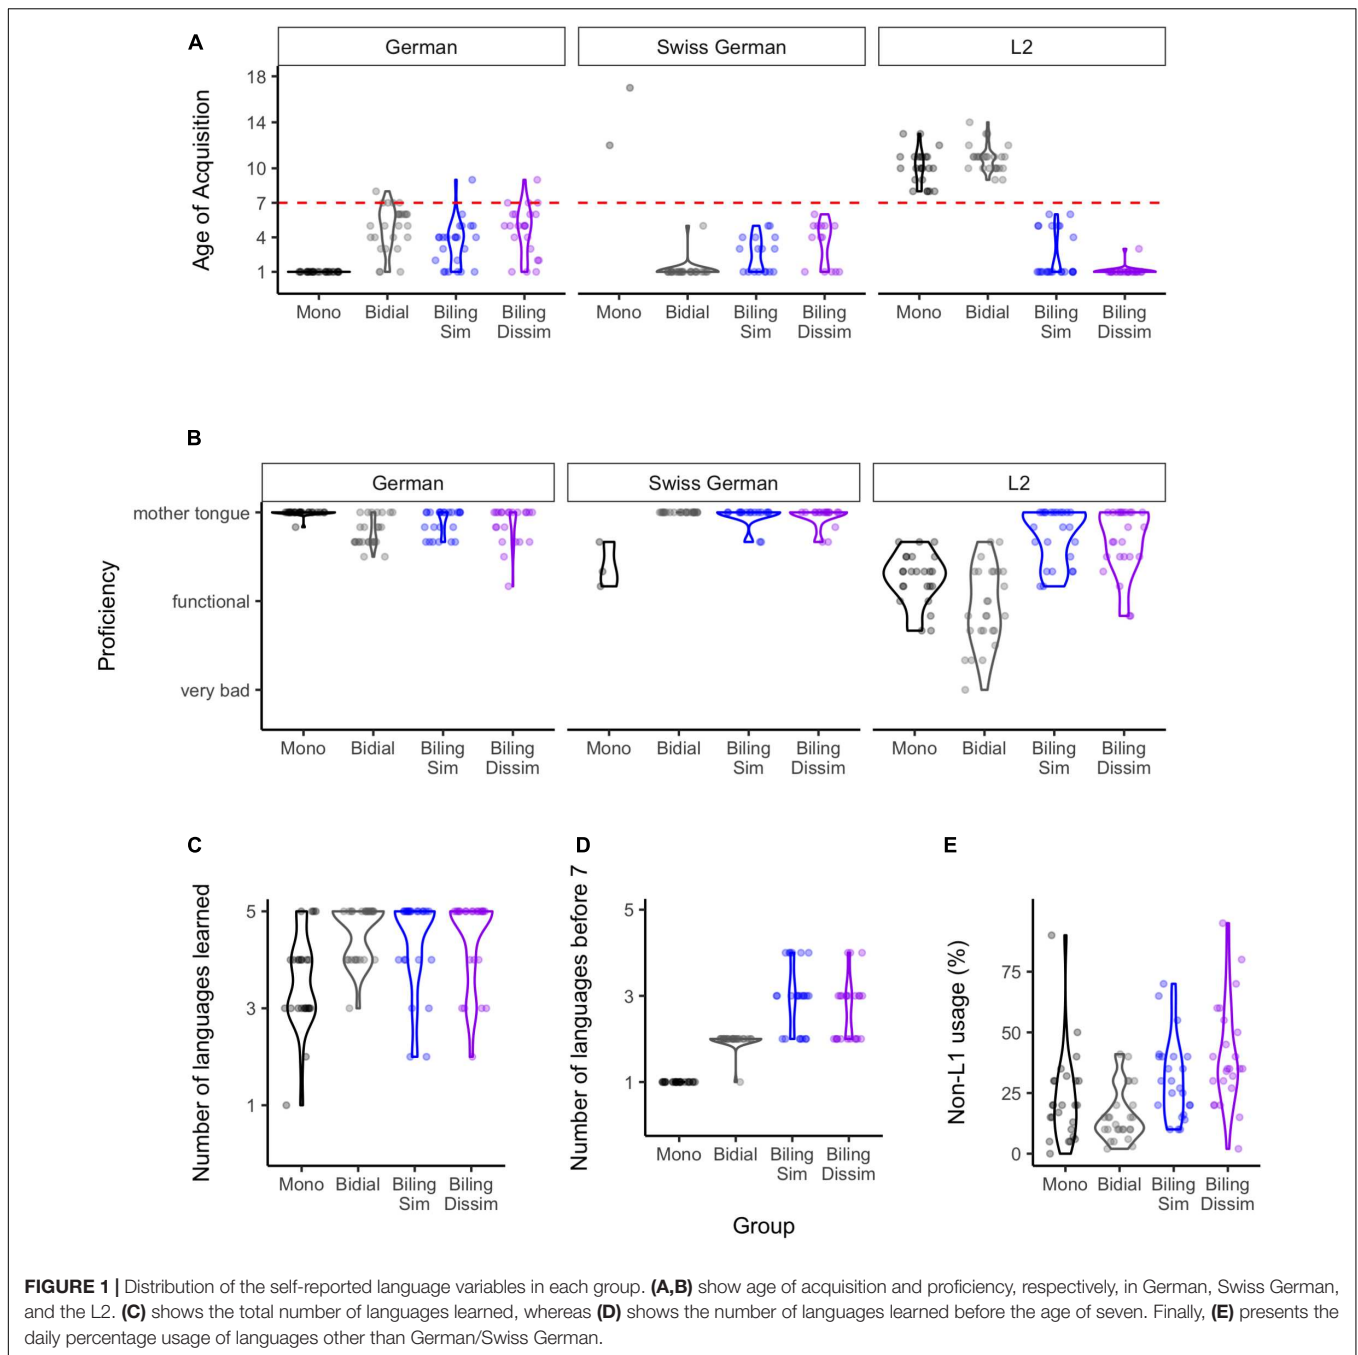 A
German
Swiss German
L2
Age of Acquisition
18
14
10
7
4
1
Mono
Bidial
Biling
Sim
Biling
Dissim
Mono
Bidial
Biling
Sim
Biling
Dissim
Mono
Bidial
Biling
Sim
Biling
Dissim
B
German
Swiss German
L2
Proficiency
mother tongue
functional
very bad
Mono
Bidial
Biling
Sim
Biling
Dissim
Mono
Bidial
Biling
Sim
Biling
Dissim
Mono
Bidial
Biling
Sim
Biling
Dissim
C
Number of languages learned
5
3
1
Mono
Bidial
Biling
Sim
Biling
Dissim
D
Number of languages before 7
5
3
1
Mono
Bidial
Biling
Sim
Biling
Dissim
Group
E
Non-L1 usage (%)
75
50
25
0
Mono
Bidial
Biling
Sim
Biling
Dissim
FIGURE 1 | Distribution of the self-reported language variables in each group. (A,B) show age of acquisition and proficiency, respectively, in German, Swiss German,
and the L2. (C) shows the total number of languages learned, whereas (D) shows the number of languages learned before the age of seven. Finally, (E) presents the
daily percentage usage of languages other than German/Swiss German.